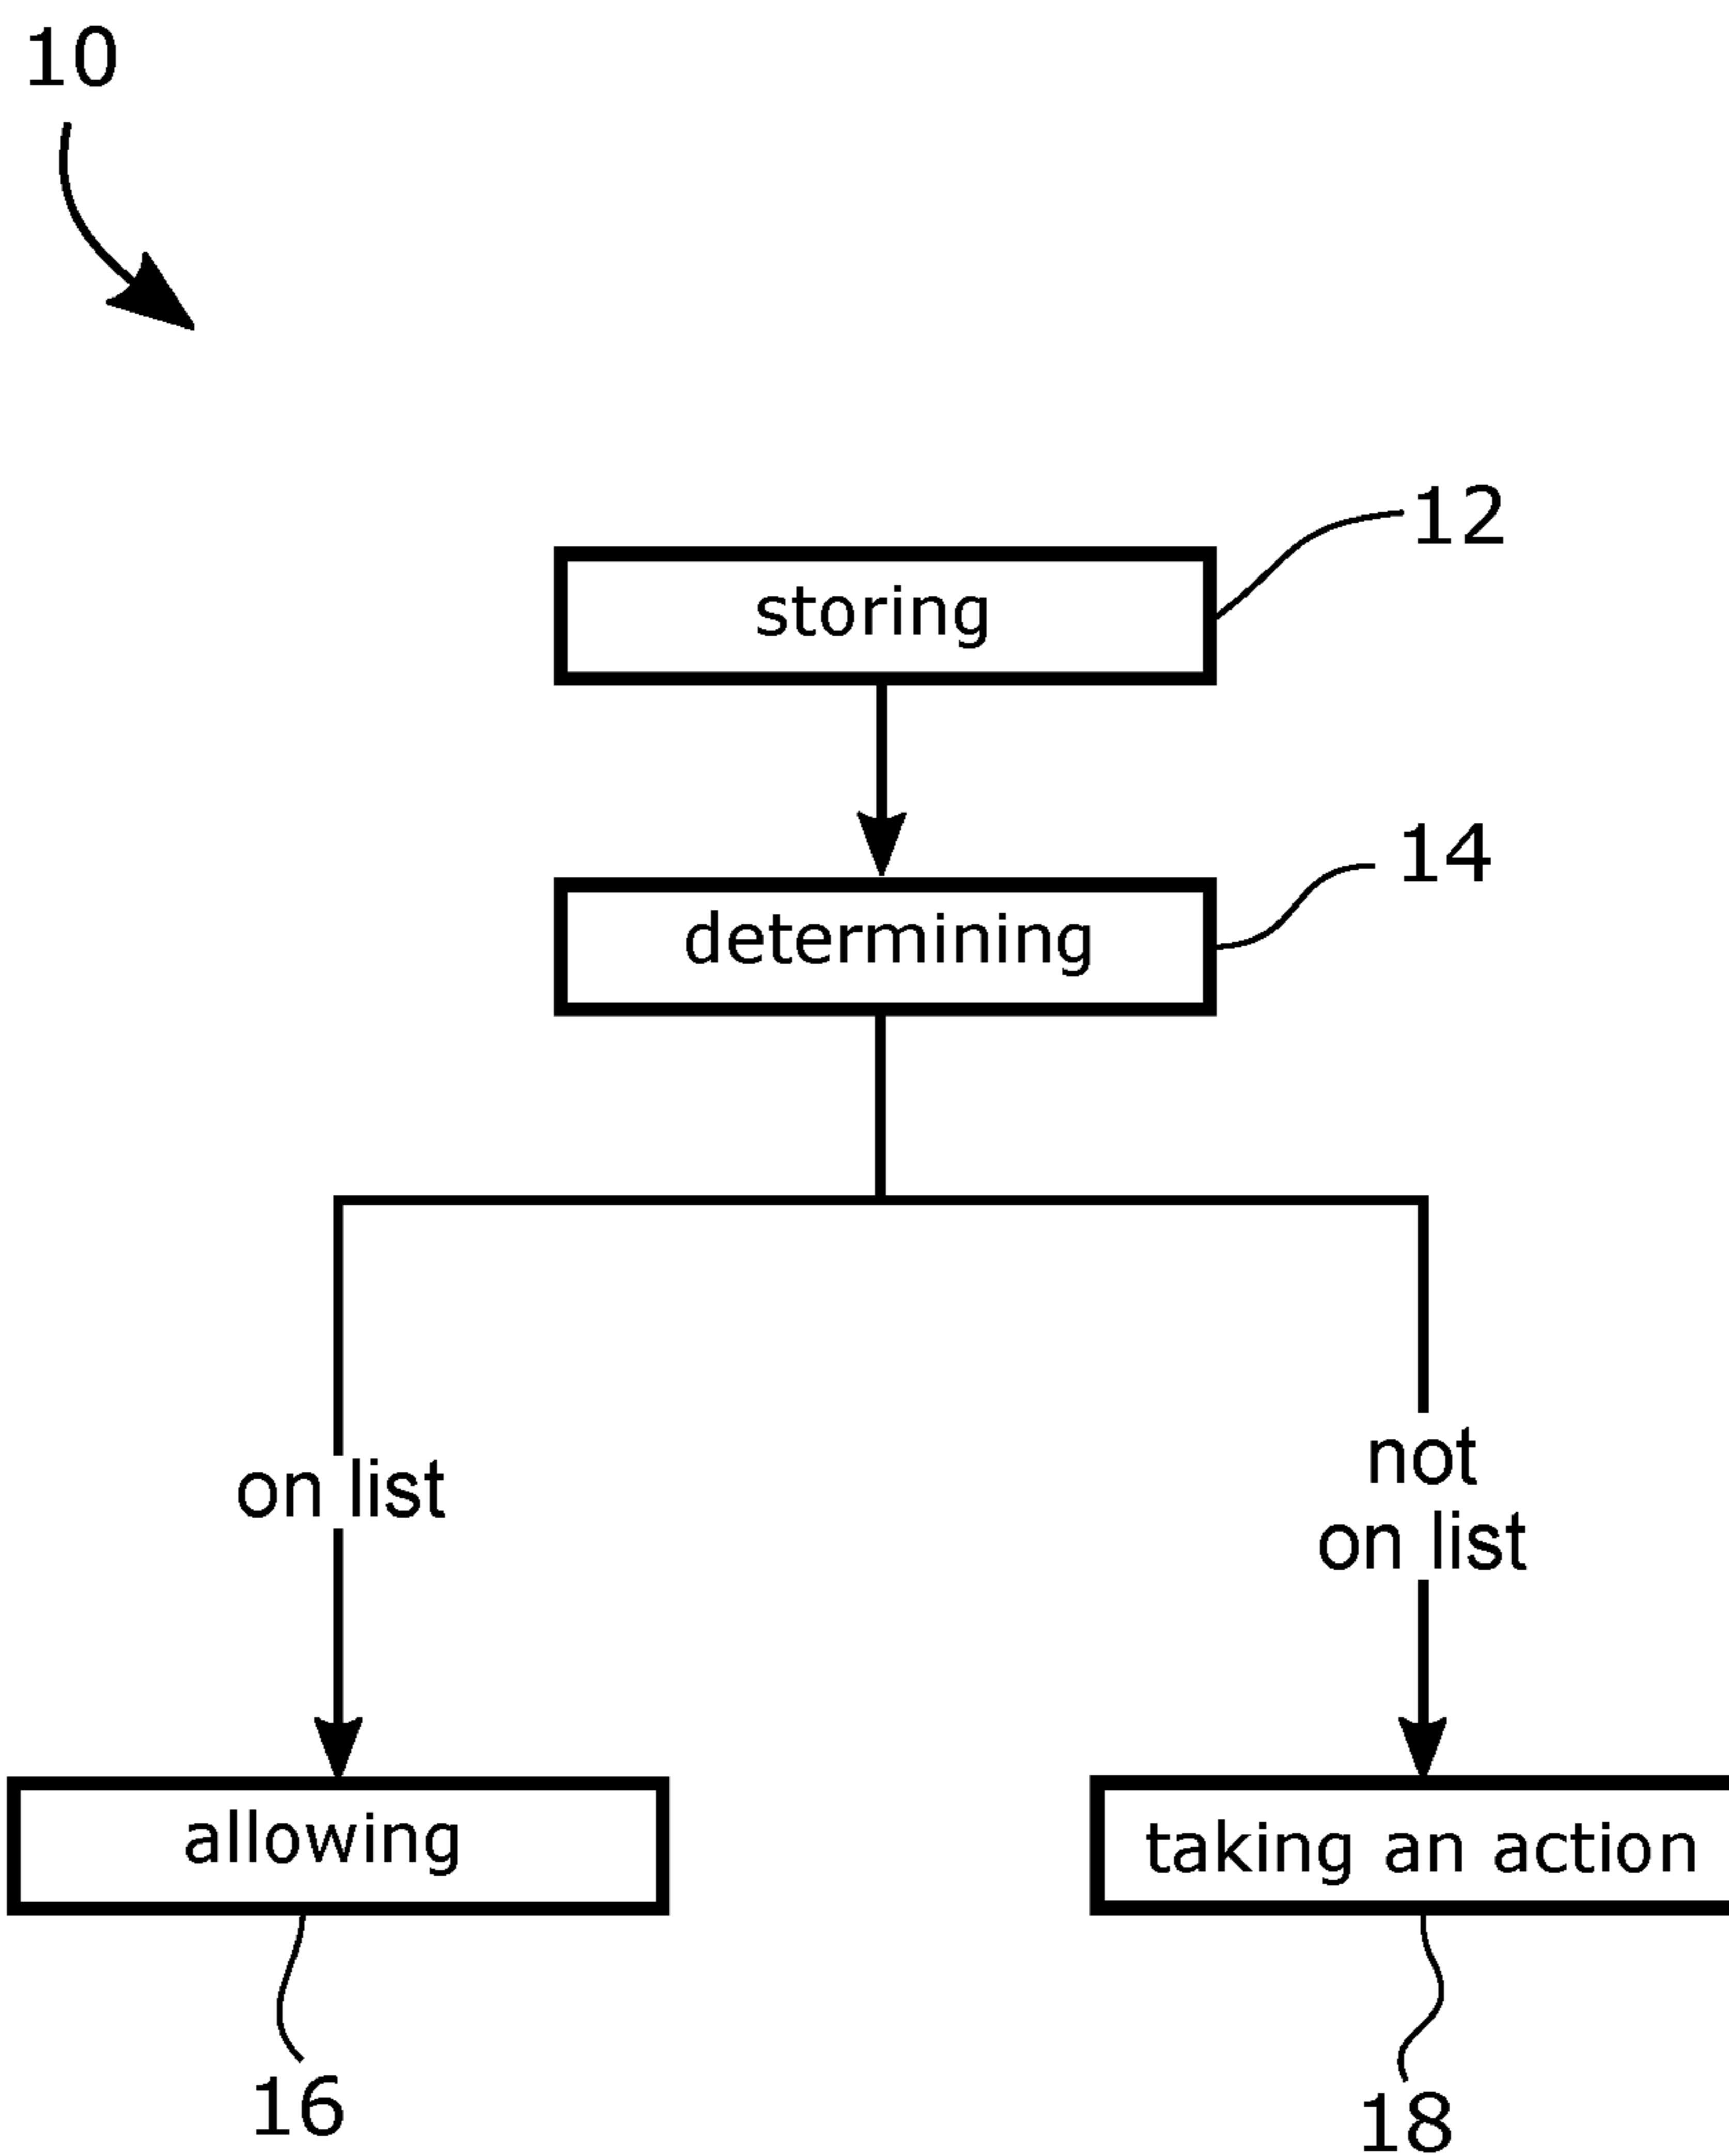 10
12
storing
14
determining
on list
not
on list
allowing
taking an action
16
18